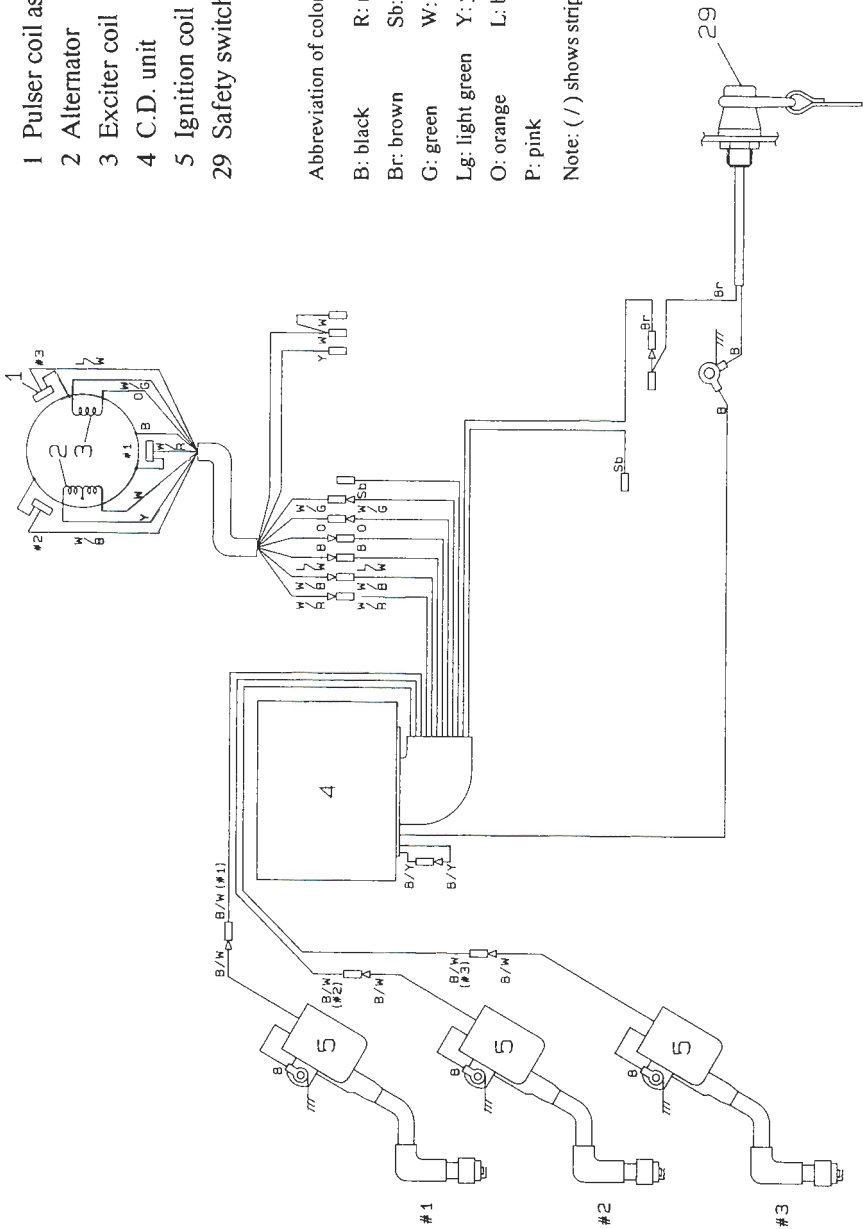 1 Pulser coil as
2 Alternator
3 Exciter coil
4 C.D. unit
5 Ignition coil
29 Safety switch
Abbreviation of color
B: black R:
Br: brown Sb:
G: green W:
Lg: light green Y:
O: orange L:
P: pink
Note: ( / ) shows strip
1
#3
L/W
2
3
W/G
O
B
#1
W/R
W
Y
#2
W/B
Y
W
W
W/R
W/B
L/W
B
O
W/G
Sb
W/R
W/B
L/W
B
O
W/G
4
B/Y
B/Y
B/W (#1)
B/W
B/W
(#2)
B/W
B/W
(#3)
B/W
B
5
#1
B
5
#2
B
5
#3
Sb
Br
Br
B
B
29